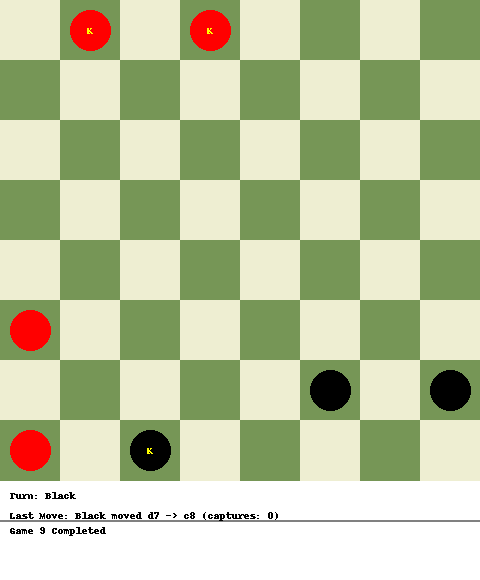 K K
K
Turn: Black
Last Move: Black moved d7 -> c8 (captures: 0)
Game 9 Completed